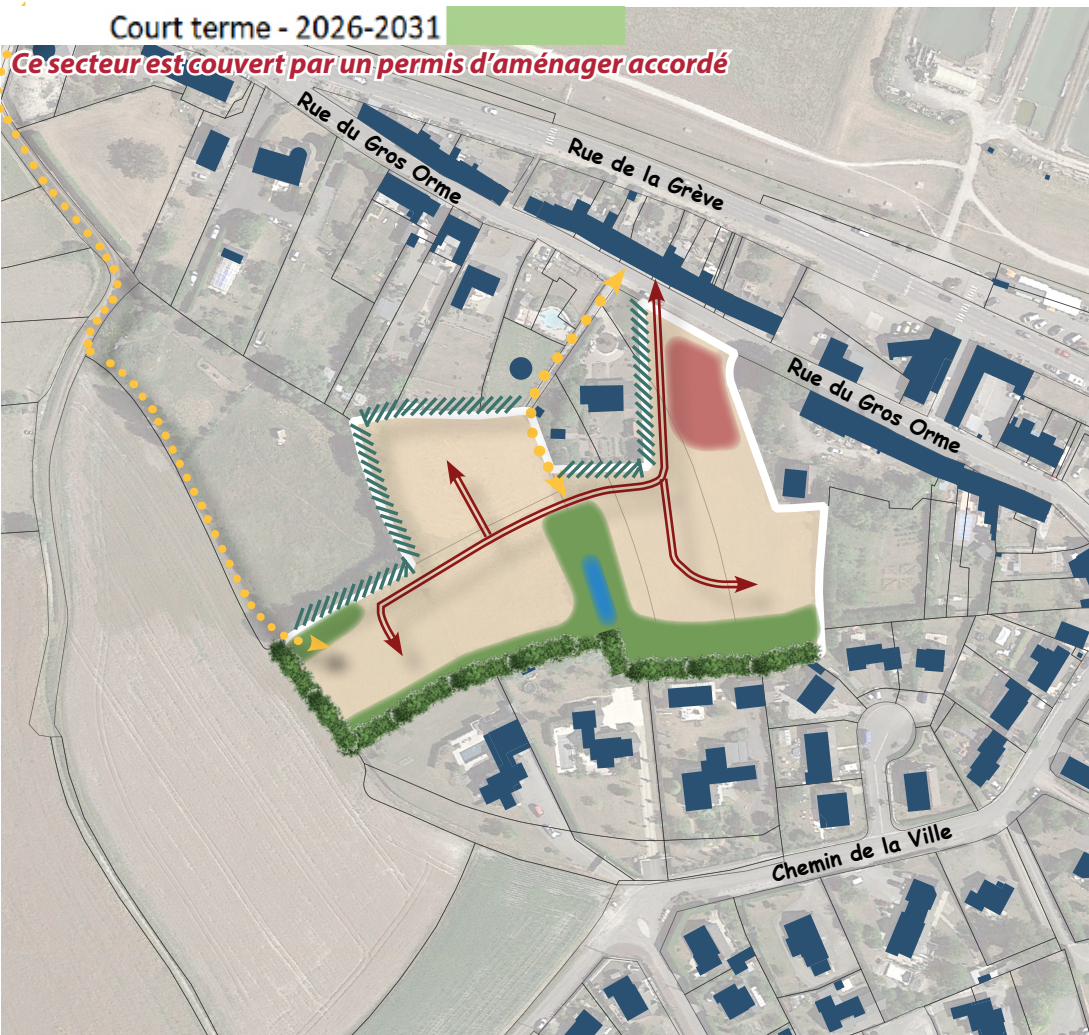 Court terme - 2026-2031
Ce secteur est couvert par un permis d'aménager accordé
Rue du Gros Orme
Rue de la Grève
Rue du Gros Orme
Chemin de la Ville